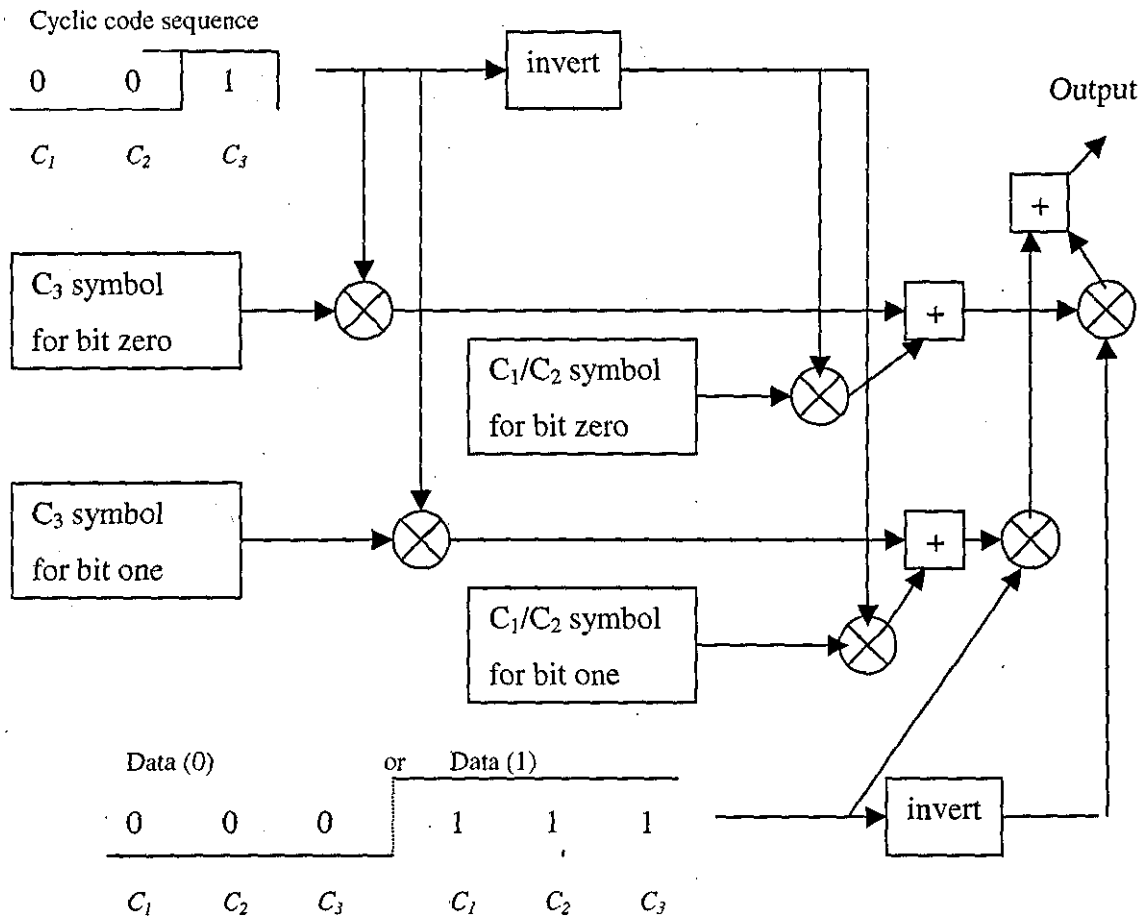 Cyclic code sequence
0 0 1
C₁ C₂ C₃
invert
Output
+
C₃ symbol
for bit zero
+
C₁/C₂ symbol
for bit zero
C₃ symbol
for bit one
+
C₁/C₂ symbol
for bit one
Data (0) or Data (1)
0 0 0 1 1 1
C₁ C₂ C₃ C₁ C₂ C₃
invert